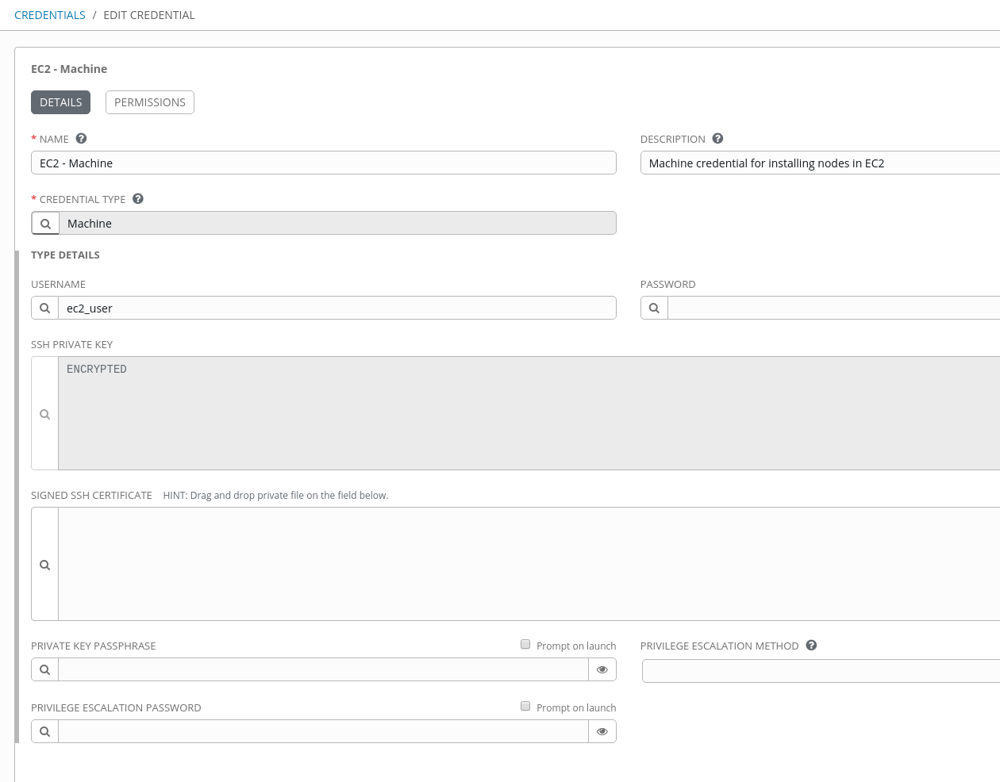 CREDENTIALS / EDIT CREDENTIAL
EC2 - Machine
DETAILS PERMISSIONS
* NAME ? DESCRIPTION ?
EC2 - Machine Machine credential for installing nodes in EC2
* CREDENTIAL TYPE ?
Machine
TYPE DETAILS
USERNAME PASSWORD
ec2_user
SSH PRIVATE KEY
ENCRYPTED
SIGNED SSH CERTIFICATE HINT: Drag and drop private file on the field below.
PRIVATE KEY PASSPHRASE Prompt on launch PRIVILEGE ESCALATION METHOD ?
PRIVILEGE ESCALATION PASSWORD Prompt on launch